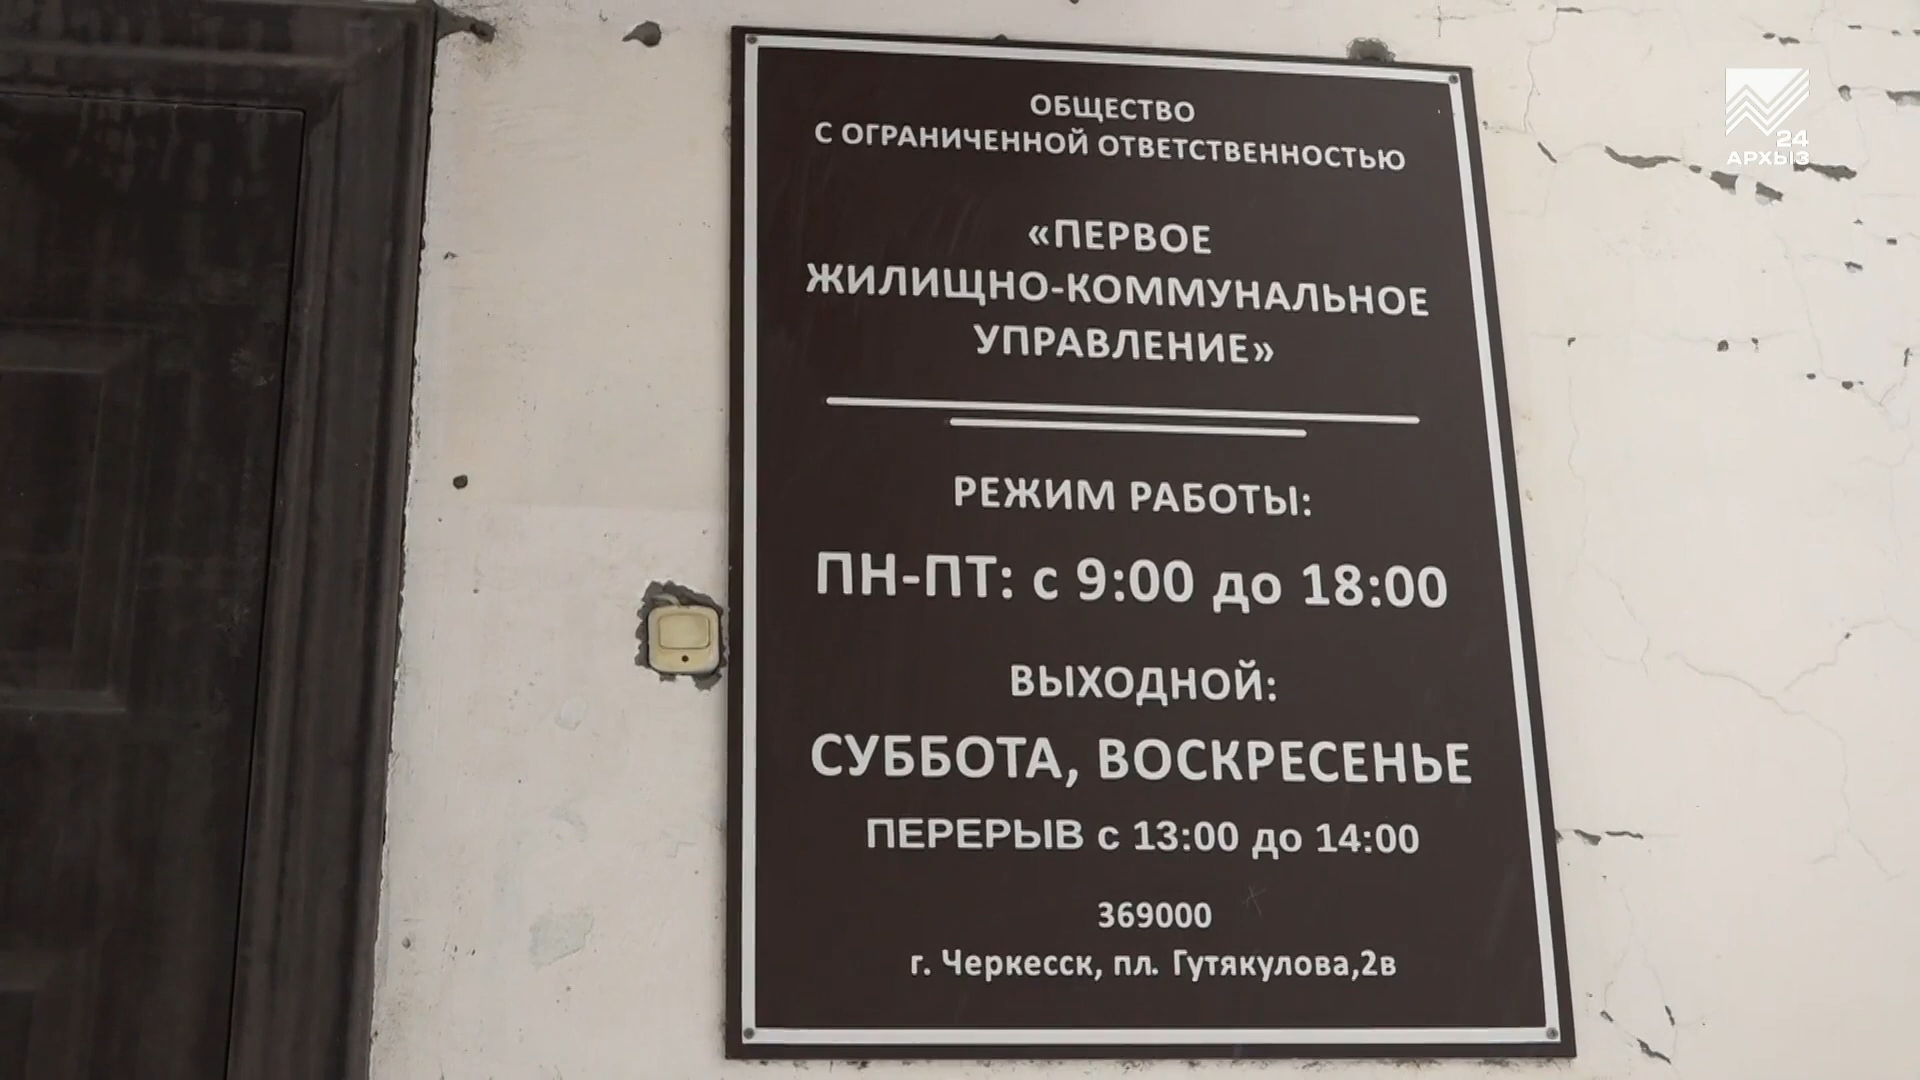 ОБЩЕСТВО
С ОГРАНИЧЕННОЙ ОТВЕТСТВЕННОСТЬЮ
«ПЕРВОЕ
ЖИЛИЩНО-КОММУНАЛЬНОЕ
УПРАВЛЕНИЕ»
РЕЖИМ РАБОТЫ:
ПН-ПТ: с 9:00 до 18:00
ВЫХОДНОЙ:
СУББОТА, ВОСКРЕСЕНЬЕ
ПЕРЕРЫВ с 13:00 до 14:00
369000
г. Черкесск, пл. Гутякулова,2в
24
АРХЫЗ